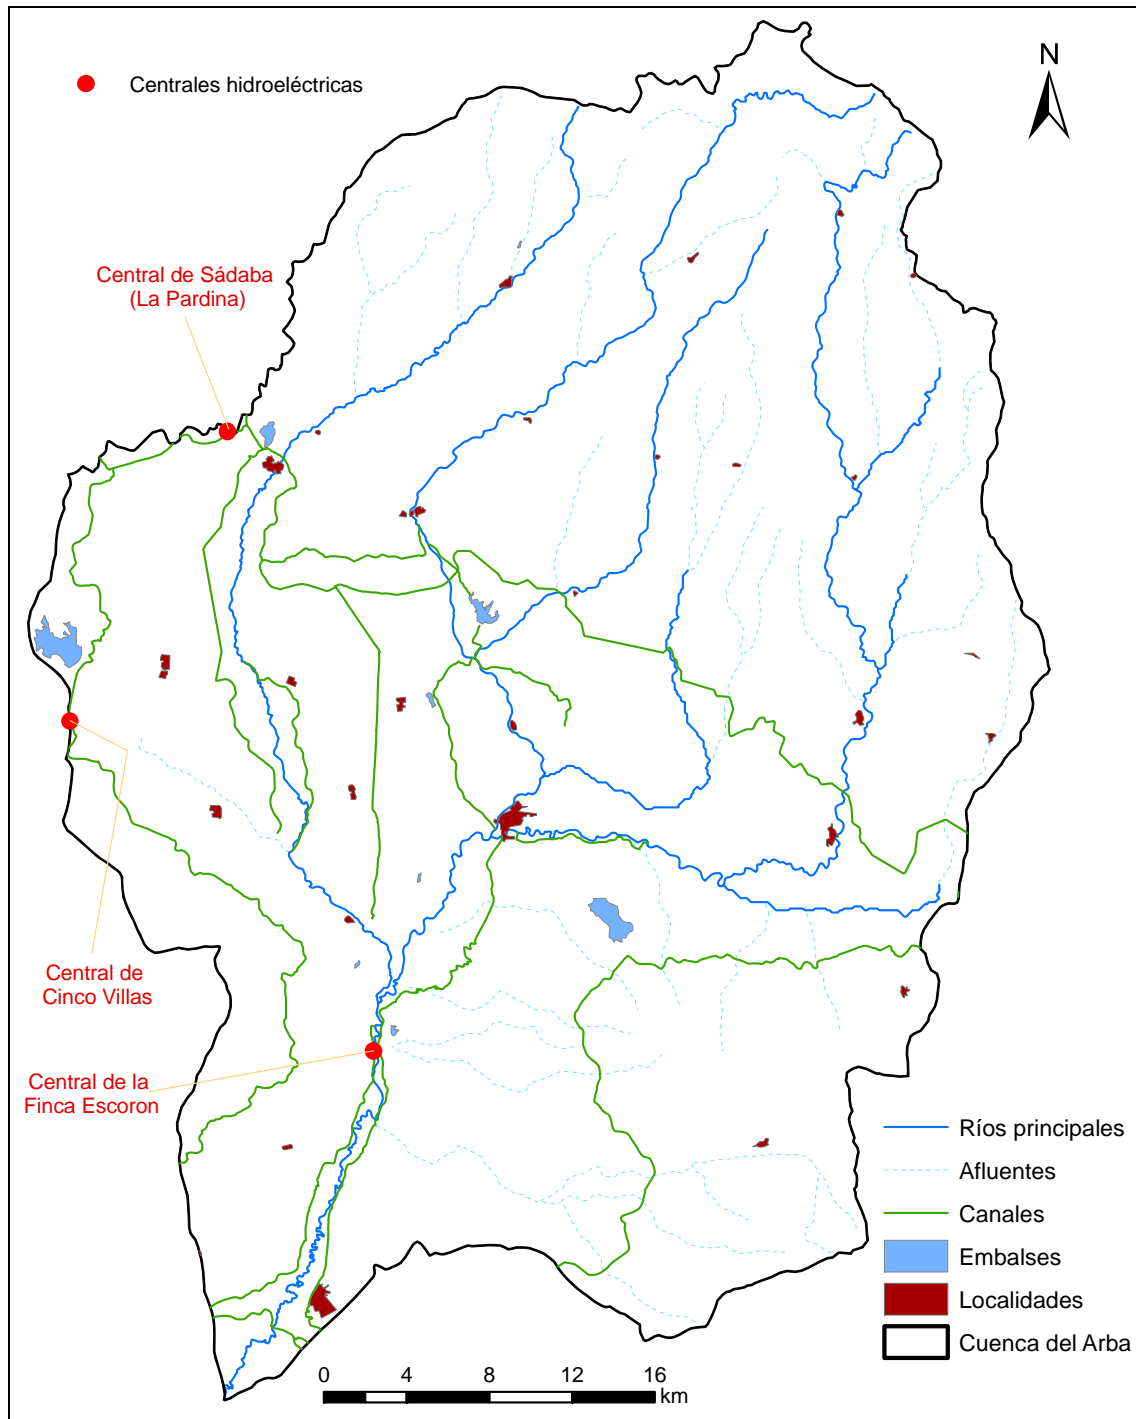 N
Centrales hidroeléctricas
Central de Sádaba
(La Pardina)
Central de
Cinco Villas
Central de la
Finca Escoron
Ríos principales
Afluentes
Canales
Embalses
Localidades
Cuenca del Arba
0 4 8 12 16
km